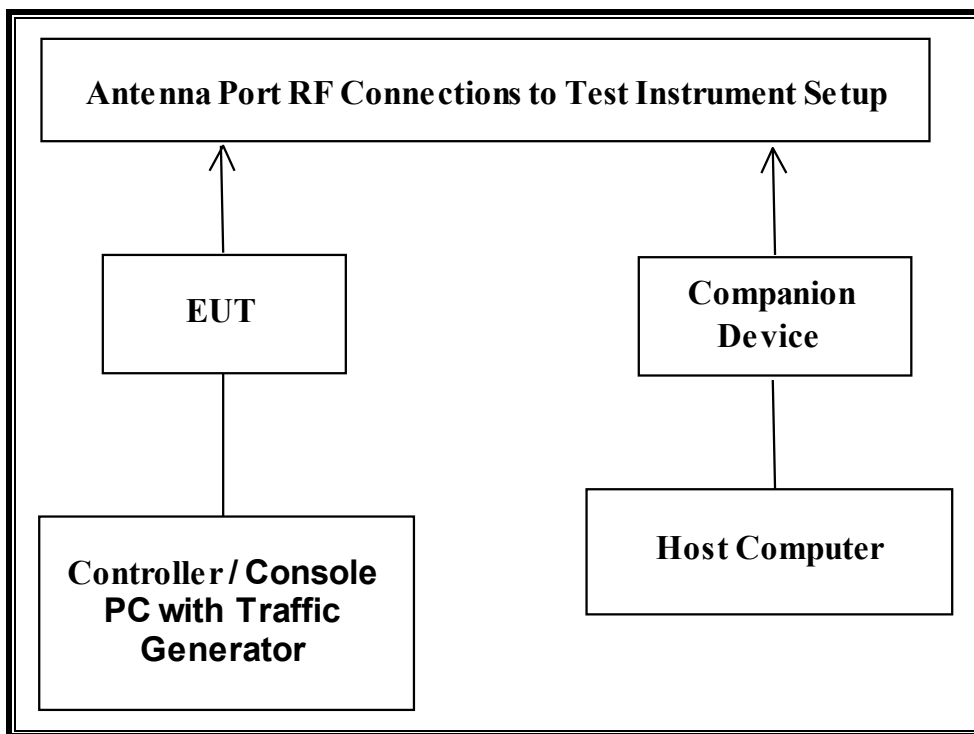 Antenna Port RF Connections to Test Instrument Setup
EUT
Companion
Device
Controller / Console
PC with Traffic
Generator
Host Computer